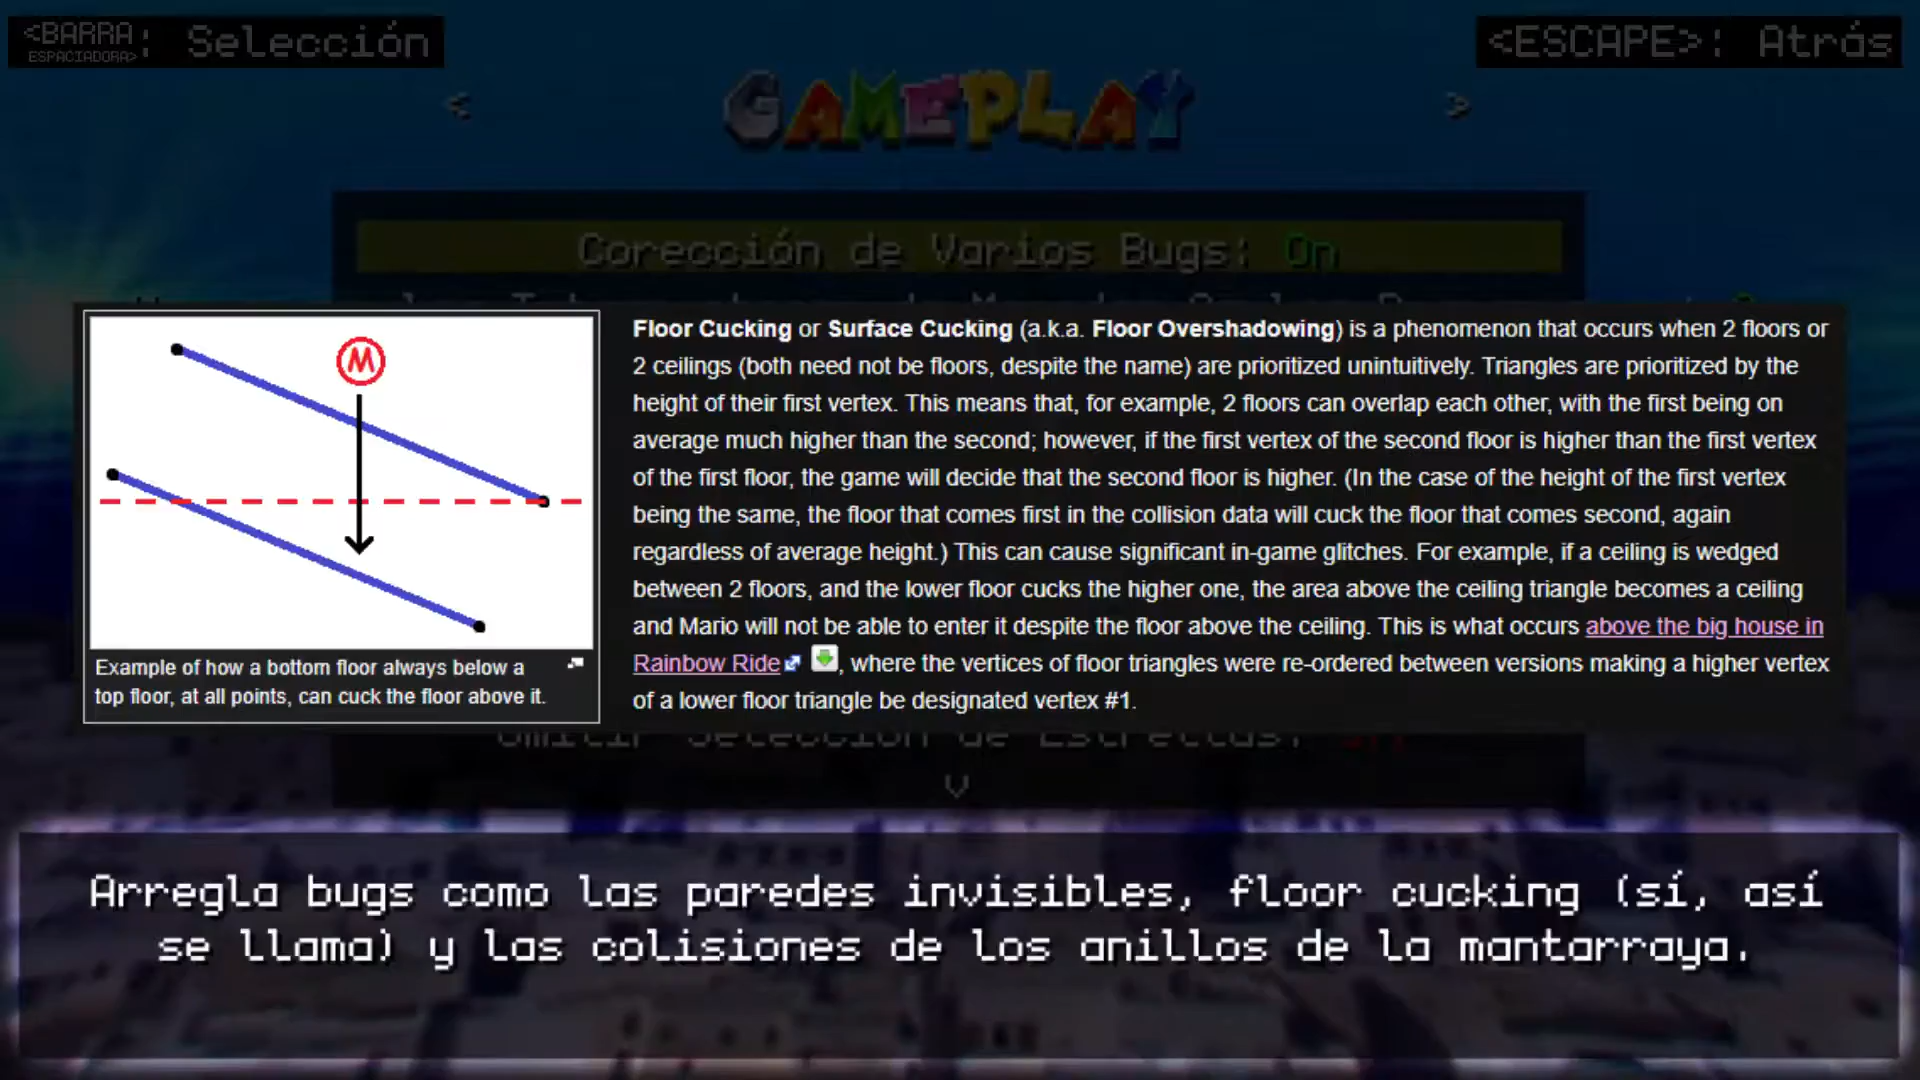 <BARRA
ESPACIADORA>: Selección
<ESCAPE>: Atrás
<
GAMEPLAY
>
Corección de Varios Bugs: On
M
Floor Cucking or Surface Cucking (a.k.a. Floor Overshadowing) is a phenomenon that occurs when 2 floors or
2 ceilings (both need not be floors, despite the name) are prioritized unintuitively. Triangles are prioritized by the
height of their first vertex. This means that, for example, 2 floors can overlap each other, with the first being on
average much higher than the second; however, if the first vertex of the second floor is higher than the first vertex
of the first floor, the game will decide that the second floor is higher. (In the case of the height of the first vertex
being the same, the floor that comes first in the collision data will cuck the floor that comes second, again
regardless of average height.) This can cause significant in-game glitches. For example, if a ceiling is wedged
between 2 floors, and the lower floor cucks the higher one, the area above the ceiling triangle becomes a ceiling
and Mario will not be able to enter it despite the floor above the ceiling. This is what occurs above the big house in
Rainbow Ride, where the vertices of floor triangles were re-ordered between versions making a higher vertex
of a lower floor triangle be designated vertex #1.
Example of how a bottom floor always below a
top floor, at all points, can cuck the floor above it.
Omitir Selección de Estrellas: Off
Arregla bugs como las paredes invisibles, floor cucking (sí, así
se llama) y las colisiones de los anillos de la mantarraya.